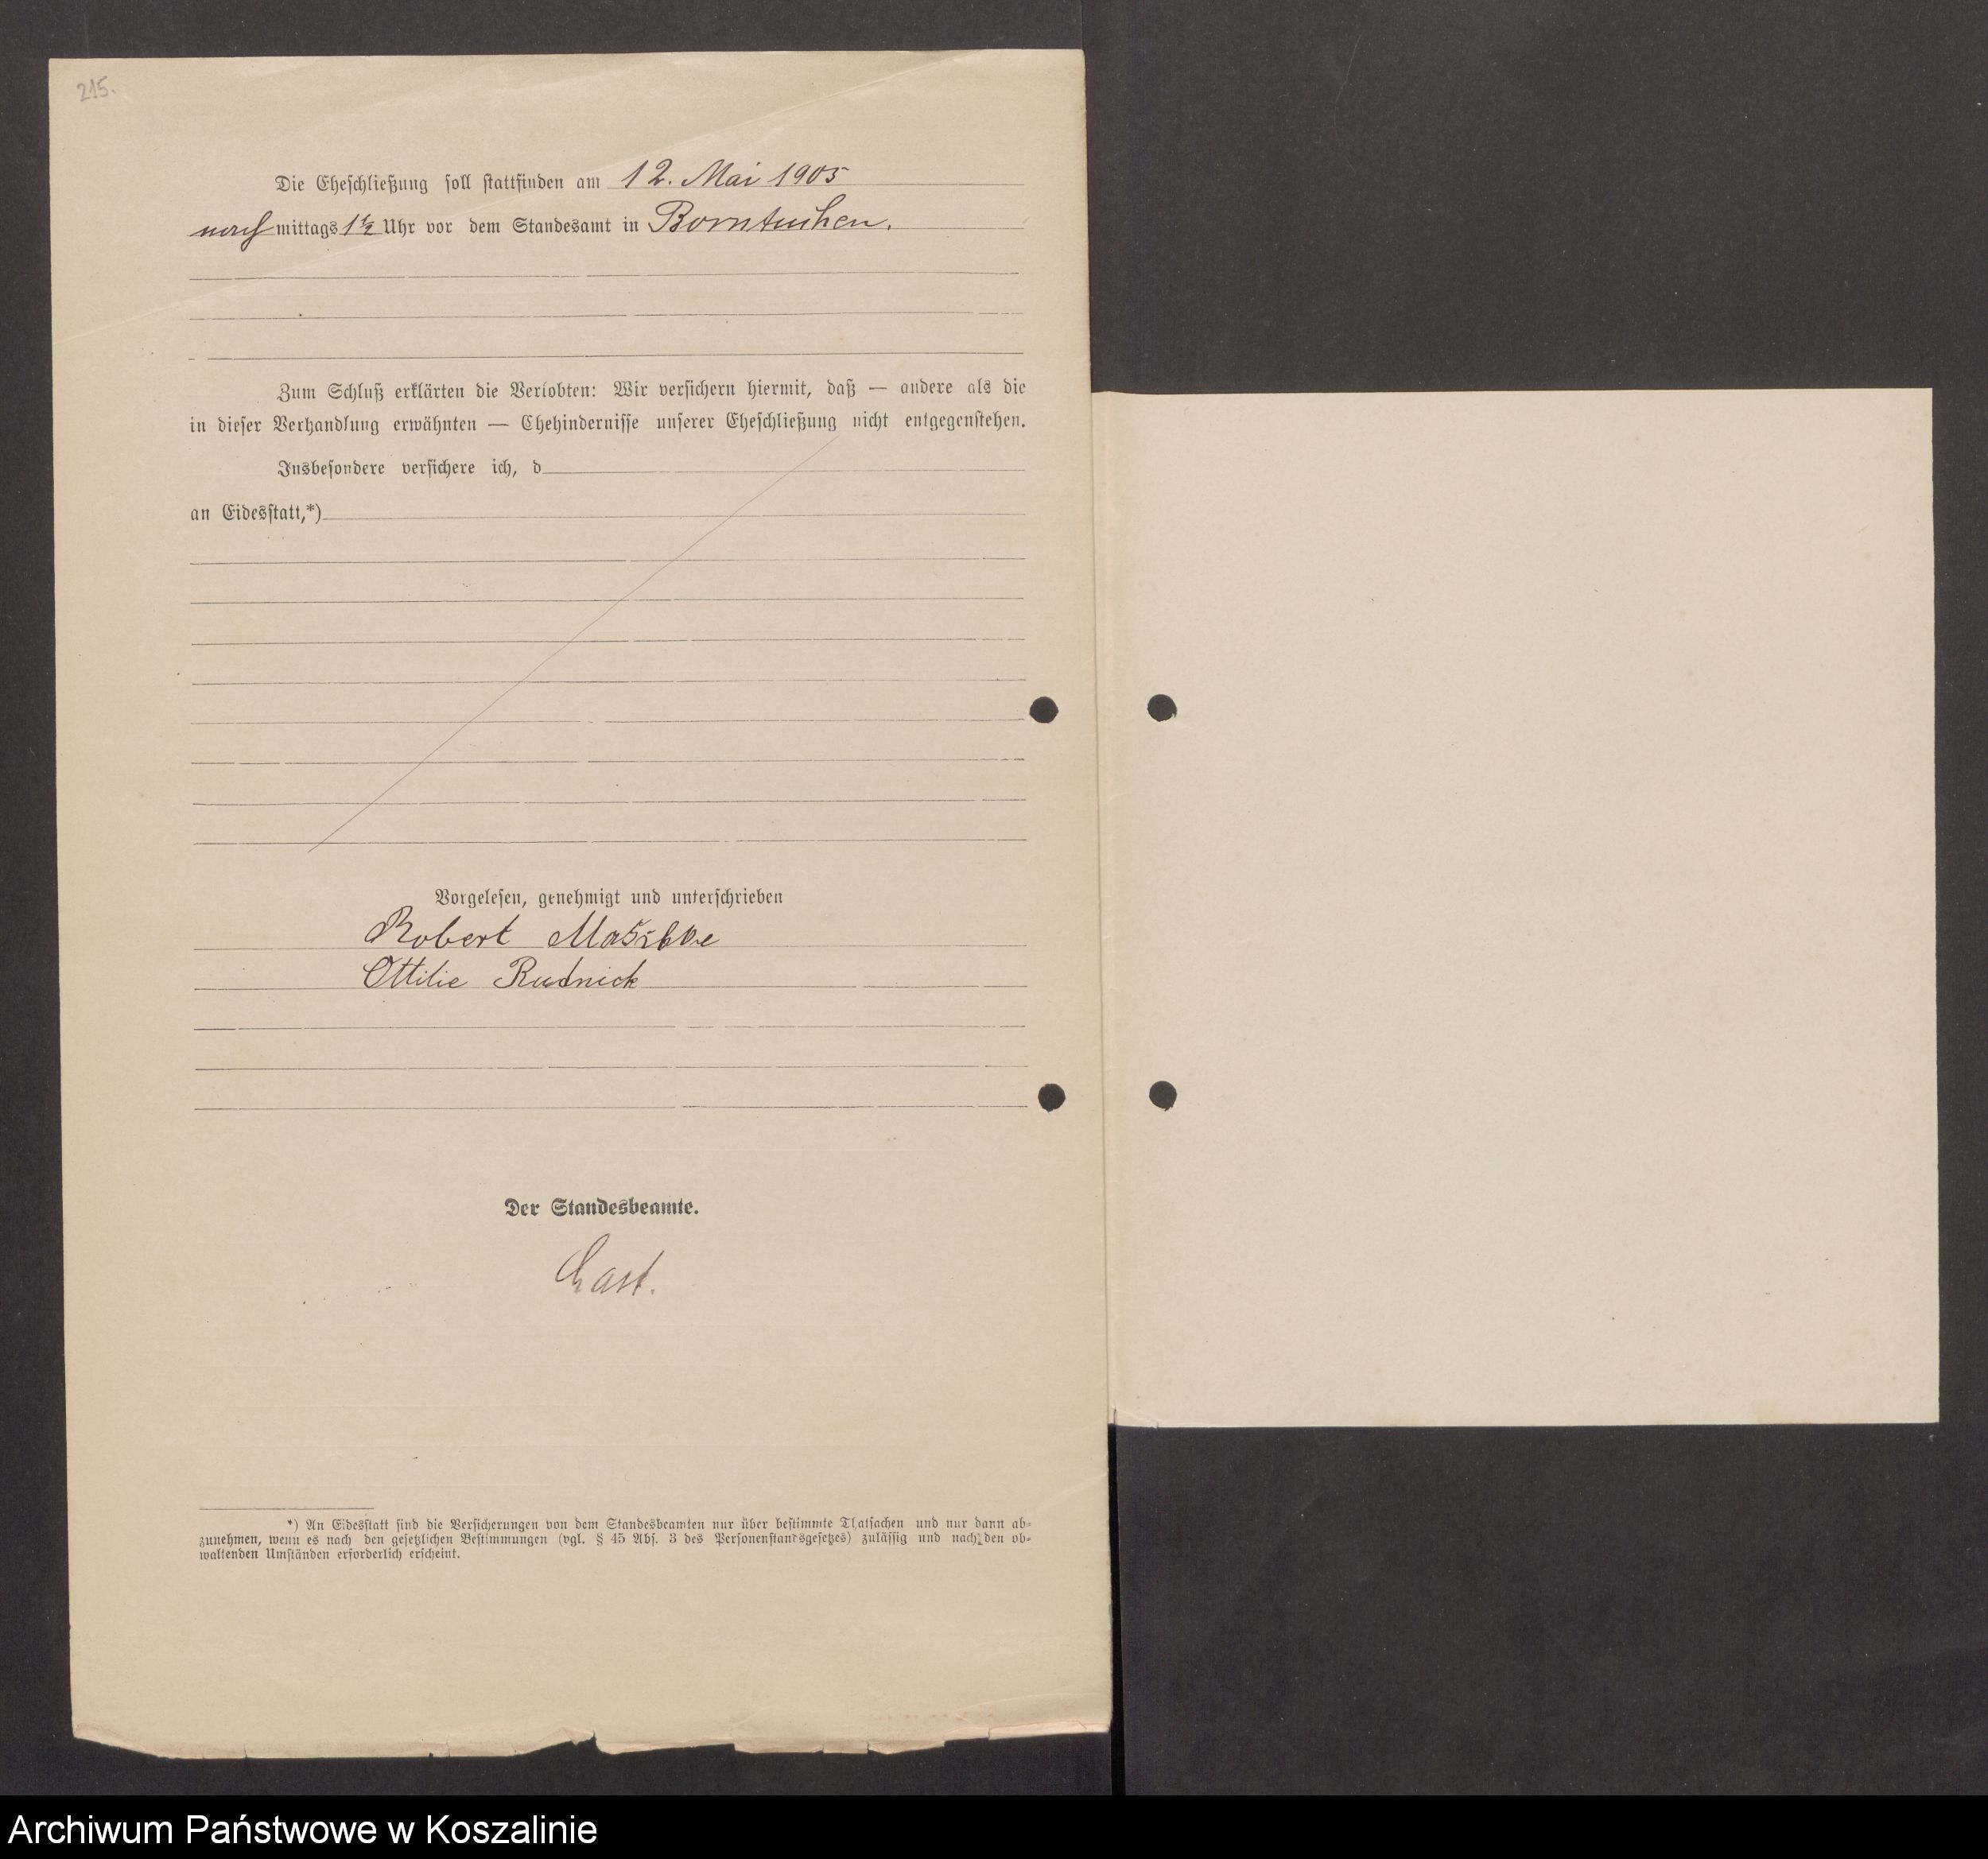 215.
Die Eheschließung soll stattfinden am 12. Mai 1905
nachmittags 1½ Uhr vor dem Standesamt in Borntuchen.
Zum Schluß erklärten die Verlobten: Wir versichern hiermit, daß — andere als die
in dieser Verhandlung erwähnten — Ehehindernisse unserer Eheschließung nicht entgegenstehen.
Insbesondere versichere ich, d
an Eidesstatt,*)
Vorgelesen, genehmigt und unterschrieben
Robert
Ottilie Rudnick
Der Standesbeamte.
*) An Eidesstatt sind die Versicherungen von dem Standesbeamten nur über bestimmte Thatsachen und nur dann ab-
zunehmen, wenn es nach den gesetzlichen Bestimmungen (vgl. § 45 Abs. 3 des Personenstandsgesetzes) zulässig und nach den ob-
waltenden Umständen erforderlich erscheint.
Archiwum Państwowe w Koszalinie